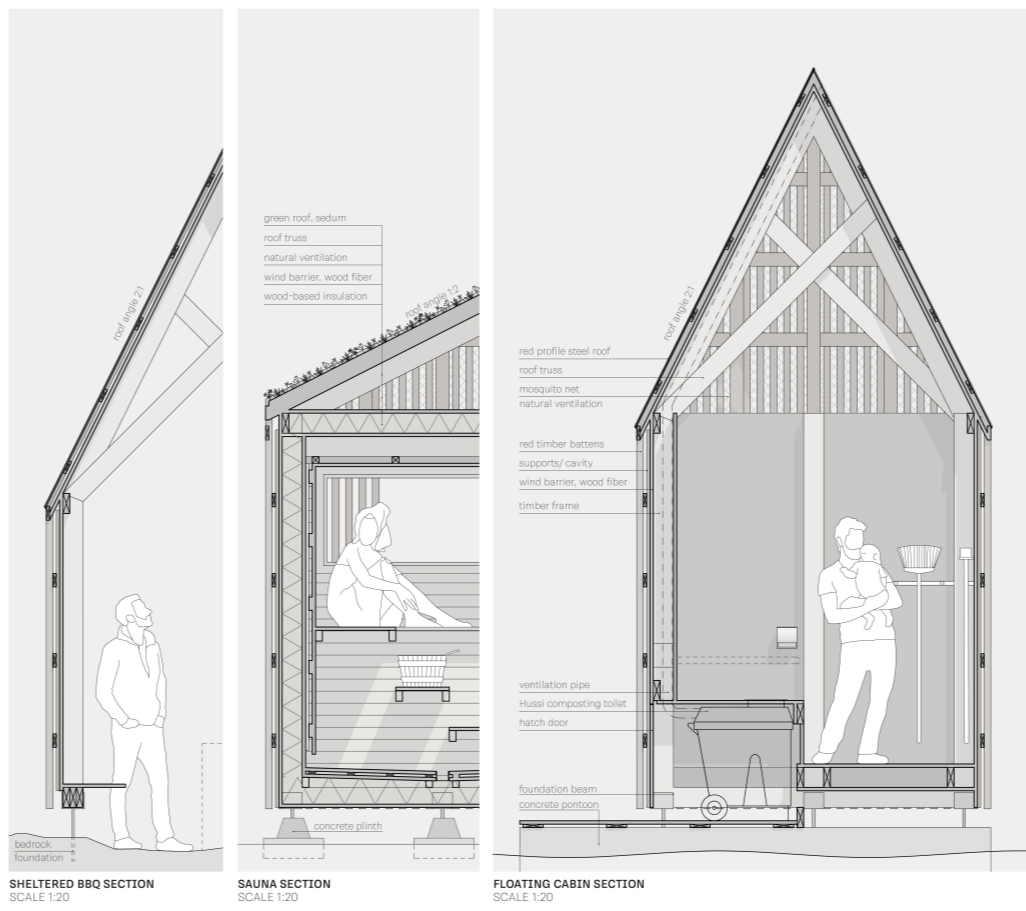 roof angle 2:1
bedrock
foundation
SHELTERED BBQ SECTION
SCALE 1:20
green roof, sedum
roof truss
natural ventilation
wind barrier, wood fiber
wood-based insulation
roof angle 1:2
concrete plinth
SAUNA SECTION
SCALE 1:20
roof angle 2:1
red profile steel roof
roof truss
mosquito net
natural ventilation
red timber battens
supports/ cavity
wind barrier, wood fiber
timber frame
ventilation pipe
Hussi composting toilet
hatch door
foundation beam
concrete pontoon
FLOATING CABIN SECTION
SCALE 1:20